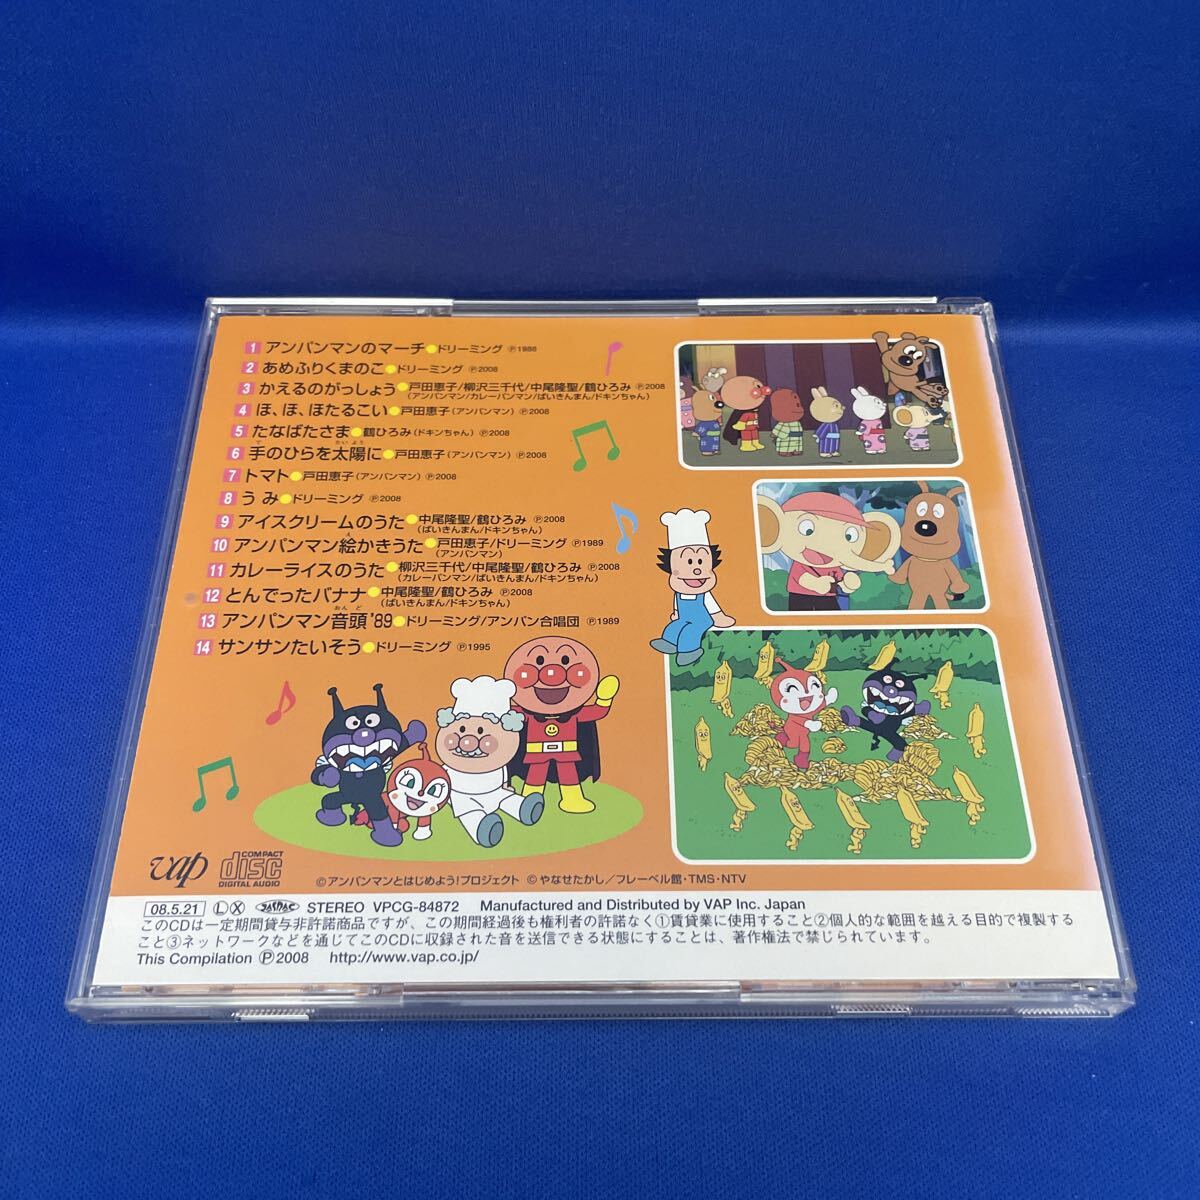 1 アンパンマンのマーチ●ドリーミング Ⓟ1988
2 あめふりくまのこ●ドリーミング Ⓟ2008
3 かえるのがっしょう●戸田恵子/柳沢三千代/中尾隆聖/鶴ひろみ Ⓟ2008
(アンパンマン/カレーパンマン/ばいきんまん/ドキンちゃん)
4 ほ、ほ、ほたるこい●戸田恵子(アンパンマン) Ⓟ2008
5 たなばたさま●鶴ひろみ(ドキンちゃん) Ⓟ2008
て たいよう
6 手のひらを太陽に●戸田恵子(アンパンマン) Ⓟ2008
7 トマト●戸田恵子(アンパンマン) Ⓟ2008
8 うみ●ドリーミング Ⓟ2008
9 アイスクリームのうた●中尾隆聖/鶴ひろみ Ⓟ2008
(ばいきんまん/ドキンちゃん)
え
10 アンパンマン絵かきうた●戸田恵子/ドリーミング Ⓟ1989
(アンパンマン)
11 カレーライスのうた●柳沢三千代/中尾隆聖/鶴ひろみ Ⓟ2008
(カレーパンマン/ばいきんまん/ドキンちゃん)
12 とんでったバナナ●中尾隆聖/鶴ひろみ Ⓟ2008
(ばいきんまん/ドキンちゃん)
おんど
13 アンパンマン音頭'89●ドリーミング/アンパン合唱団 Ⓟ1989
14 サンサンたいそう●ドリーミング Ⓟ1995
vap
COMPACT
disc
DIGITAL AUDIO
©アンパンマンとはじめよう!プロジェクト ©やなせたかし/フレーベル館・TMS・NTV
08.5.21 Ⓛ Ⓧ JASRAC STEREO VPCG-84872 Manufactured and Distributed by VAP Inc. Japan
このCDは一定期間貸与非許諾商品ですが、この期間経過後も権利者の許諾なく①賃貸業に使用すること②個人的な範囲を越える目的で複製する
こと③ネットワークなどを通じてこのCDに収録された音を送信できる状態にすることは、著作権法で禁じられています。
This Compilation Ⓟ2008 http://www.vap.co.jp/